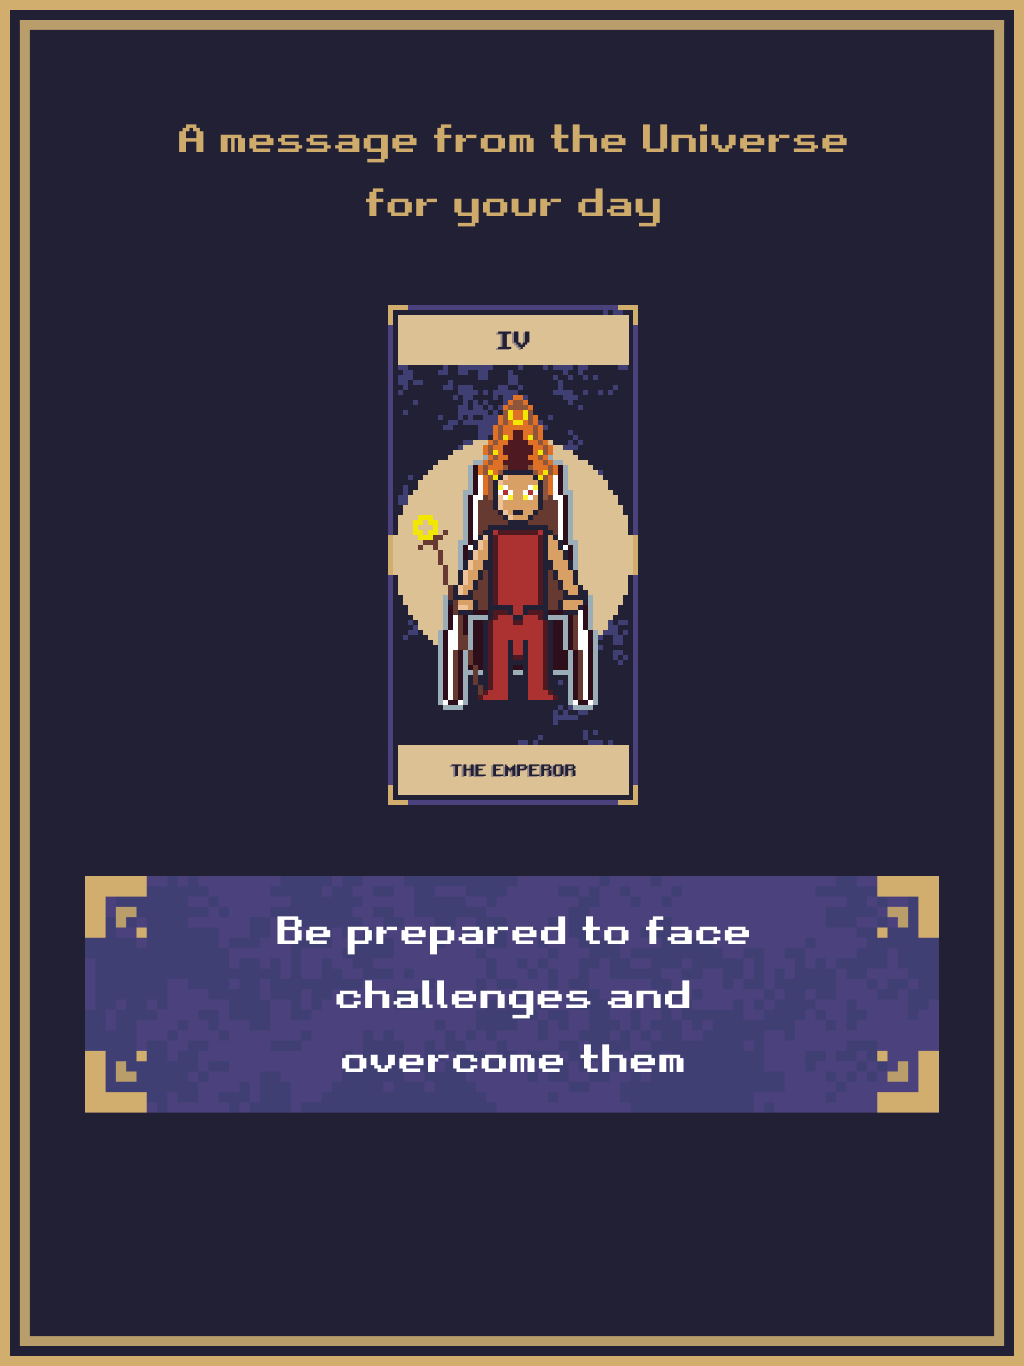 A message from the Universe
for your day
IV
THE EMPEROR
Be prepared to face
challenges and
overcome them